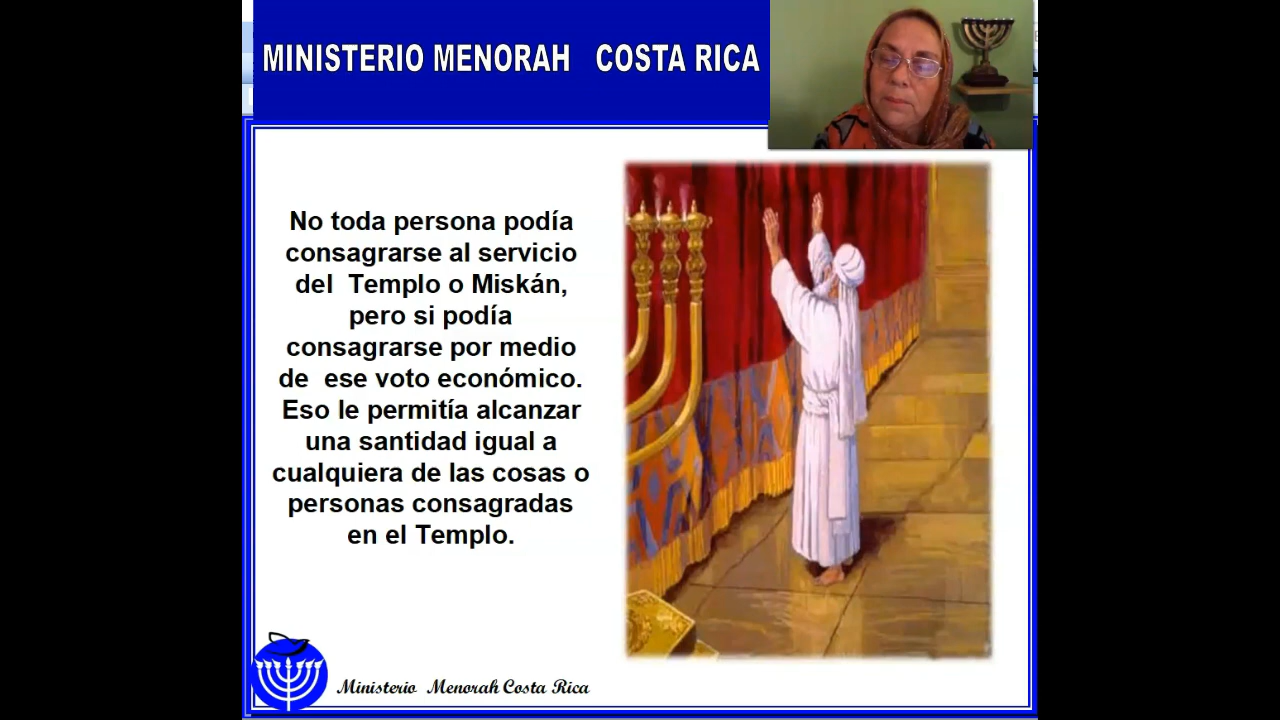 MINISTERIO MENORAH COSTA RICA
No toda persona podía
consagrarse al servicio
del Templo o Miskán,
pero si podía
consagrarse por medio
de ese voto económico.
Eso le permitía alcanzar
una santidad igual a
cualquiera de las cosas o
personas consagradas
en el Templo.
Ministerio Menorah Costa Rica